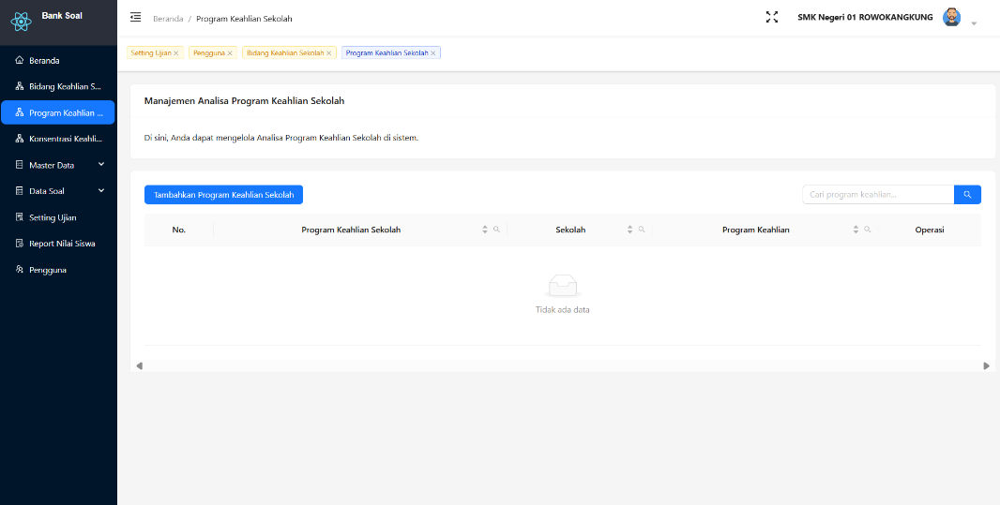 Bank Soal
Beranda / Program Keahlian Sekolah
SMK Negeri 01 ROWOKANGKUNG
Setting Ujian
Pengguna
Bidang Keahlian Sekolah
Program Keahlian Sekolah
Beranda
Bidang Keahlian S...
Program Keahlian ...
Konsentrasi Keahli...
Master Data
Data Soal
Setting Ujian
Report Nilai Siswa
Pengguna
Manajemen Analisa Program Keahlian Sekolah
Di sini, Anda dapat mengelola Analisa Program Keahlian Sekolah di sistem.
Tambahkan Program Keahlian Sekolah
Cari program keahlian...
No. Program Keahlian Sekolah Sekolah Program Keahlian Operasi
Tidak ada data